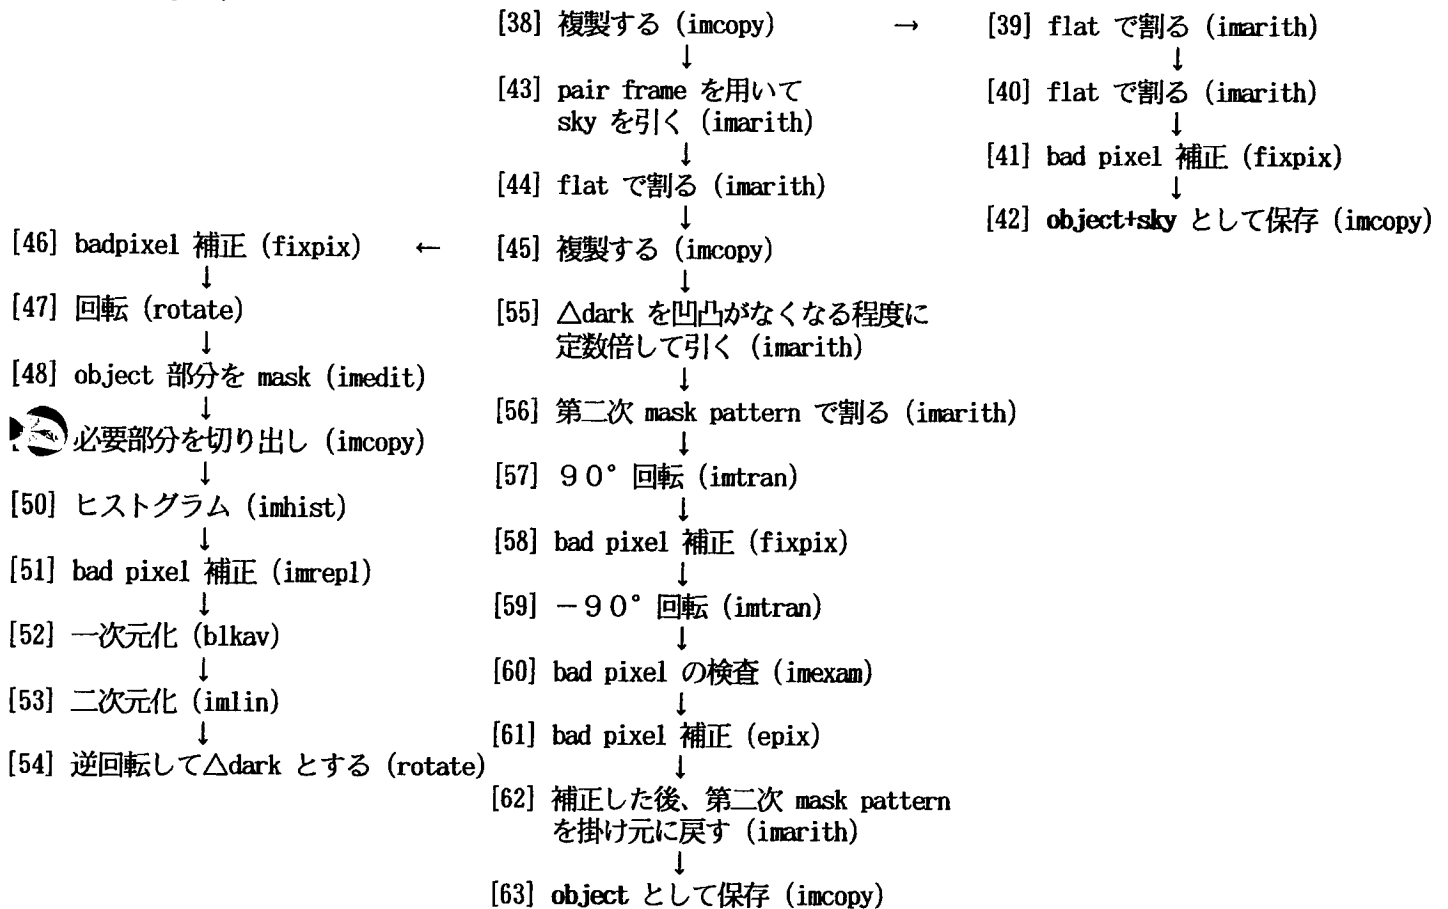 [38] 複製する (imcopy) →
↓
[43] pair frame を用いて
sky を引く (imarith)
↓
[44] flat で割る (imarith)
↓
[45] 複製する (imcopy)
↓
[55] △dark を凹凸がなくなる程度に
定数倍して引く (imarith)
↓
[56] 第二次 mask pattern で割る (imarith)
↓
[57] 90° 回転 (imtran)
↓
[58] bad pixel 補正 (fixpix)
↓
[59] −90° 回転 (imtran)
↓
[60] bad pixel の検査 (imexam)
↓
[61] bad pixel 補正 (epix)
↓
[62] 補正した後、第二次 mask pattern
を掛け元に戻す (imarith)
↓
[63] object として保存 (imcopy)
[39] flat で割る (imarith)
↓
[40] flat で割る (imarith)
↓
[41] bad pixel 補正 (fixpix)
↓
[42] object+sky として保存 (imcopy)
[46] badpixel 補正 (fixpix) ←
↓
[47] 回転 (rotate)
↓
[48] object 部分を mask (imedit)
↓
必要部分を切り出し (imcopy)
↓
[50] ヒストグラム (imhist)
↓
[51] bad pixel 補正 (imrepl)
↓
[52] 一次元化 (blkav)
↓
[53] 二次元化 (imlin)
↓
[54] 逆回転して△dark とする (rotate)